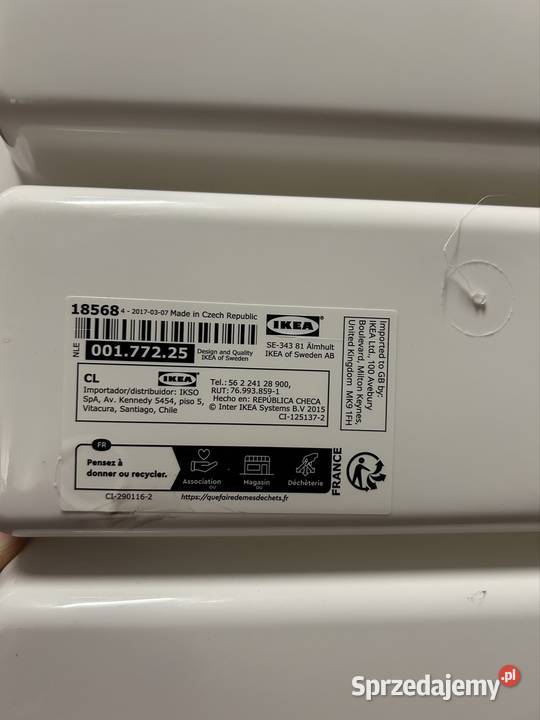 18568 4 - 2017-03-07 Made in Czech Republic
NLE
001.772.25
Design and Quality
IKEA of Sweden
IKEA®
SE-343 81 Älmhult
IKEA of Sweden AB
CL
IKEA®
Importador/distribuidor: IKSO
SpA, Av. Kennedy 5454, piso 5,
Vitacura, Santiago, Chile
Tel.: 56 2 241 28 900,
RUT: 76.993.859-1
Hecho en: REPÚBLICA CHECA
© Inter IKEA Systems B.V 2015
CI-125137-2
Imported to GB by:
IKEA Ltd., 100 Avebury
Boulevard, Milton Keynes,
United Kingdom MK9 1FH
FR
Pensez à
donner ou recycler.
Association
OU
Magasin
OU
Déchèterie
FRANCE
CI-290116-2
https://quefairedemesdechets.fr
Sprzedajemy.pl